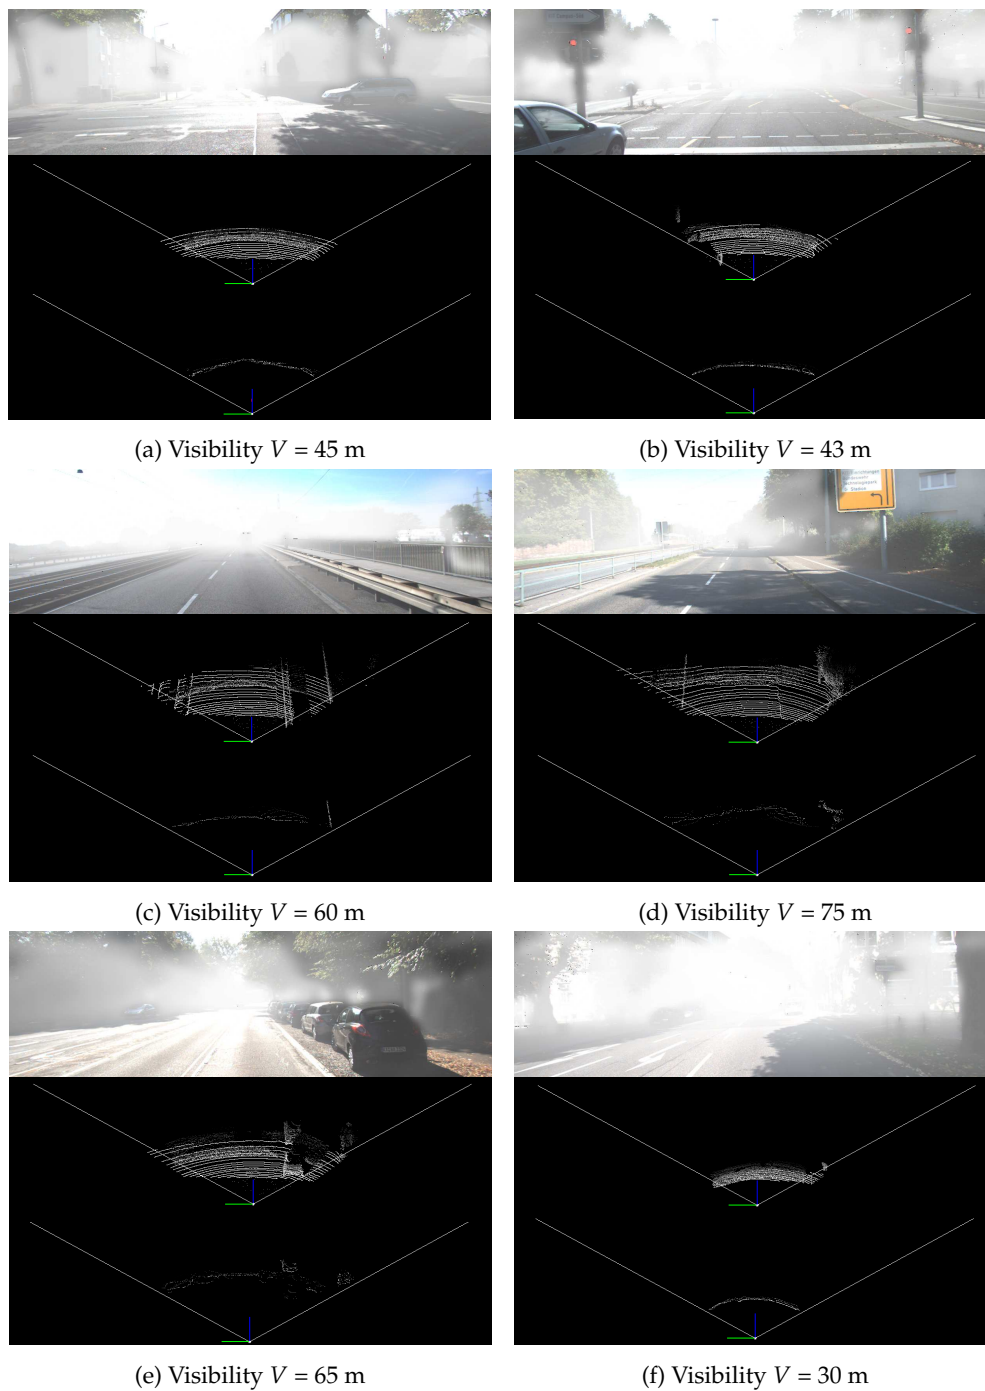 (a) Visibility V = 45 m
(b) Visibility V = 43 m
(c) Visibility V = 60 m
(d) Visibility V = 75 m
(e) Visibility V = 65 m
(f) Visibility V = 30 m